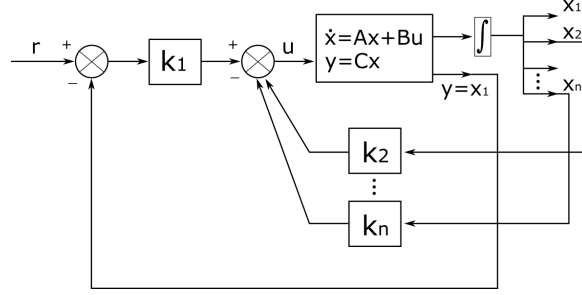 x₁
r
+
−
k₁
+
−
u
ẋ=Ax+Bu
y=Cx
∫
x₂
⋮
xₙ
y=x₁
k₂
⋯
kₙ